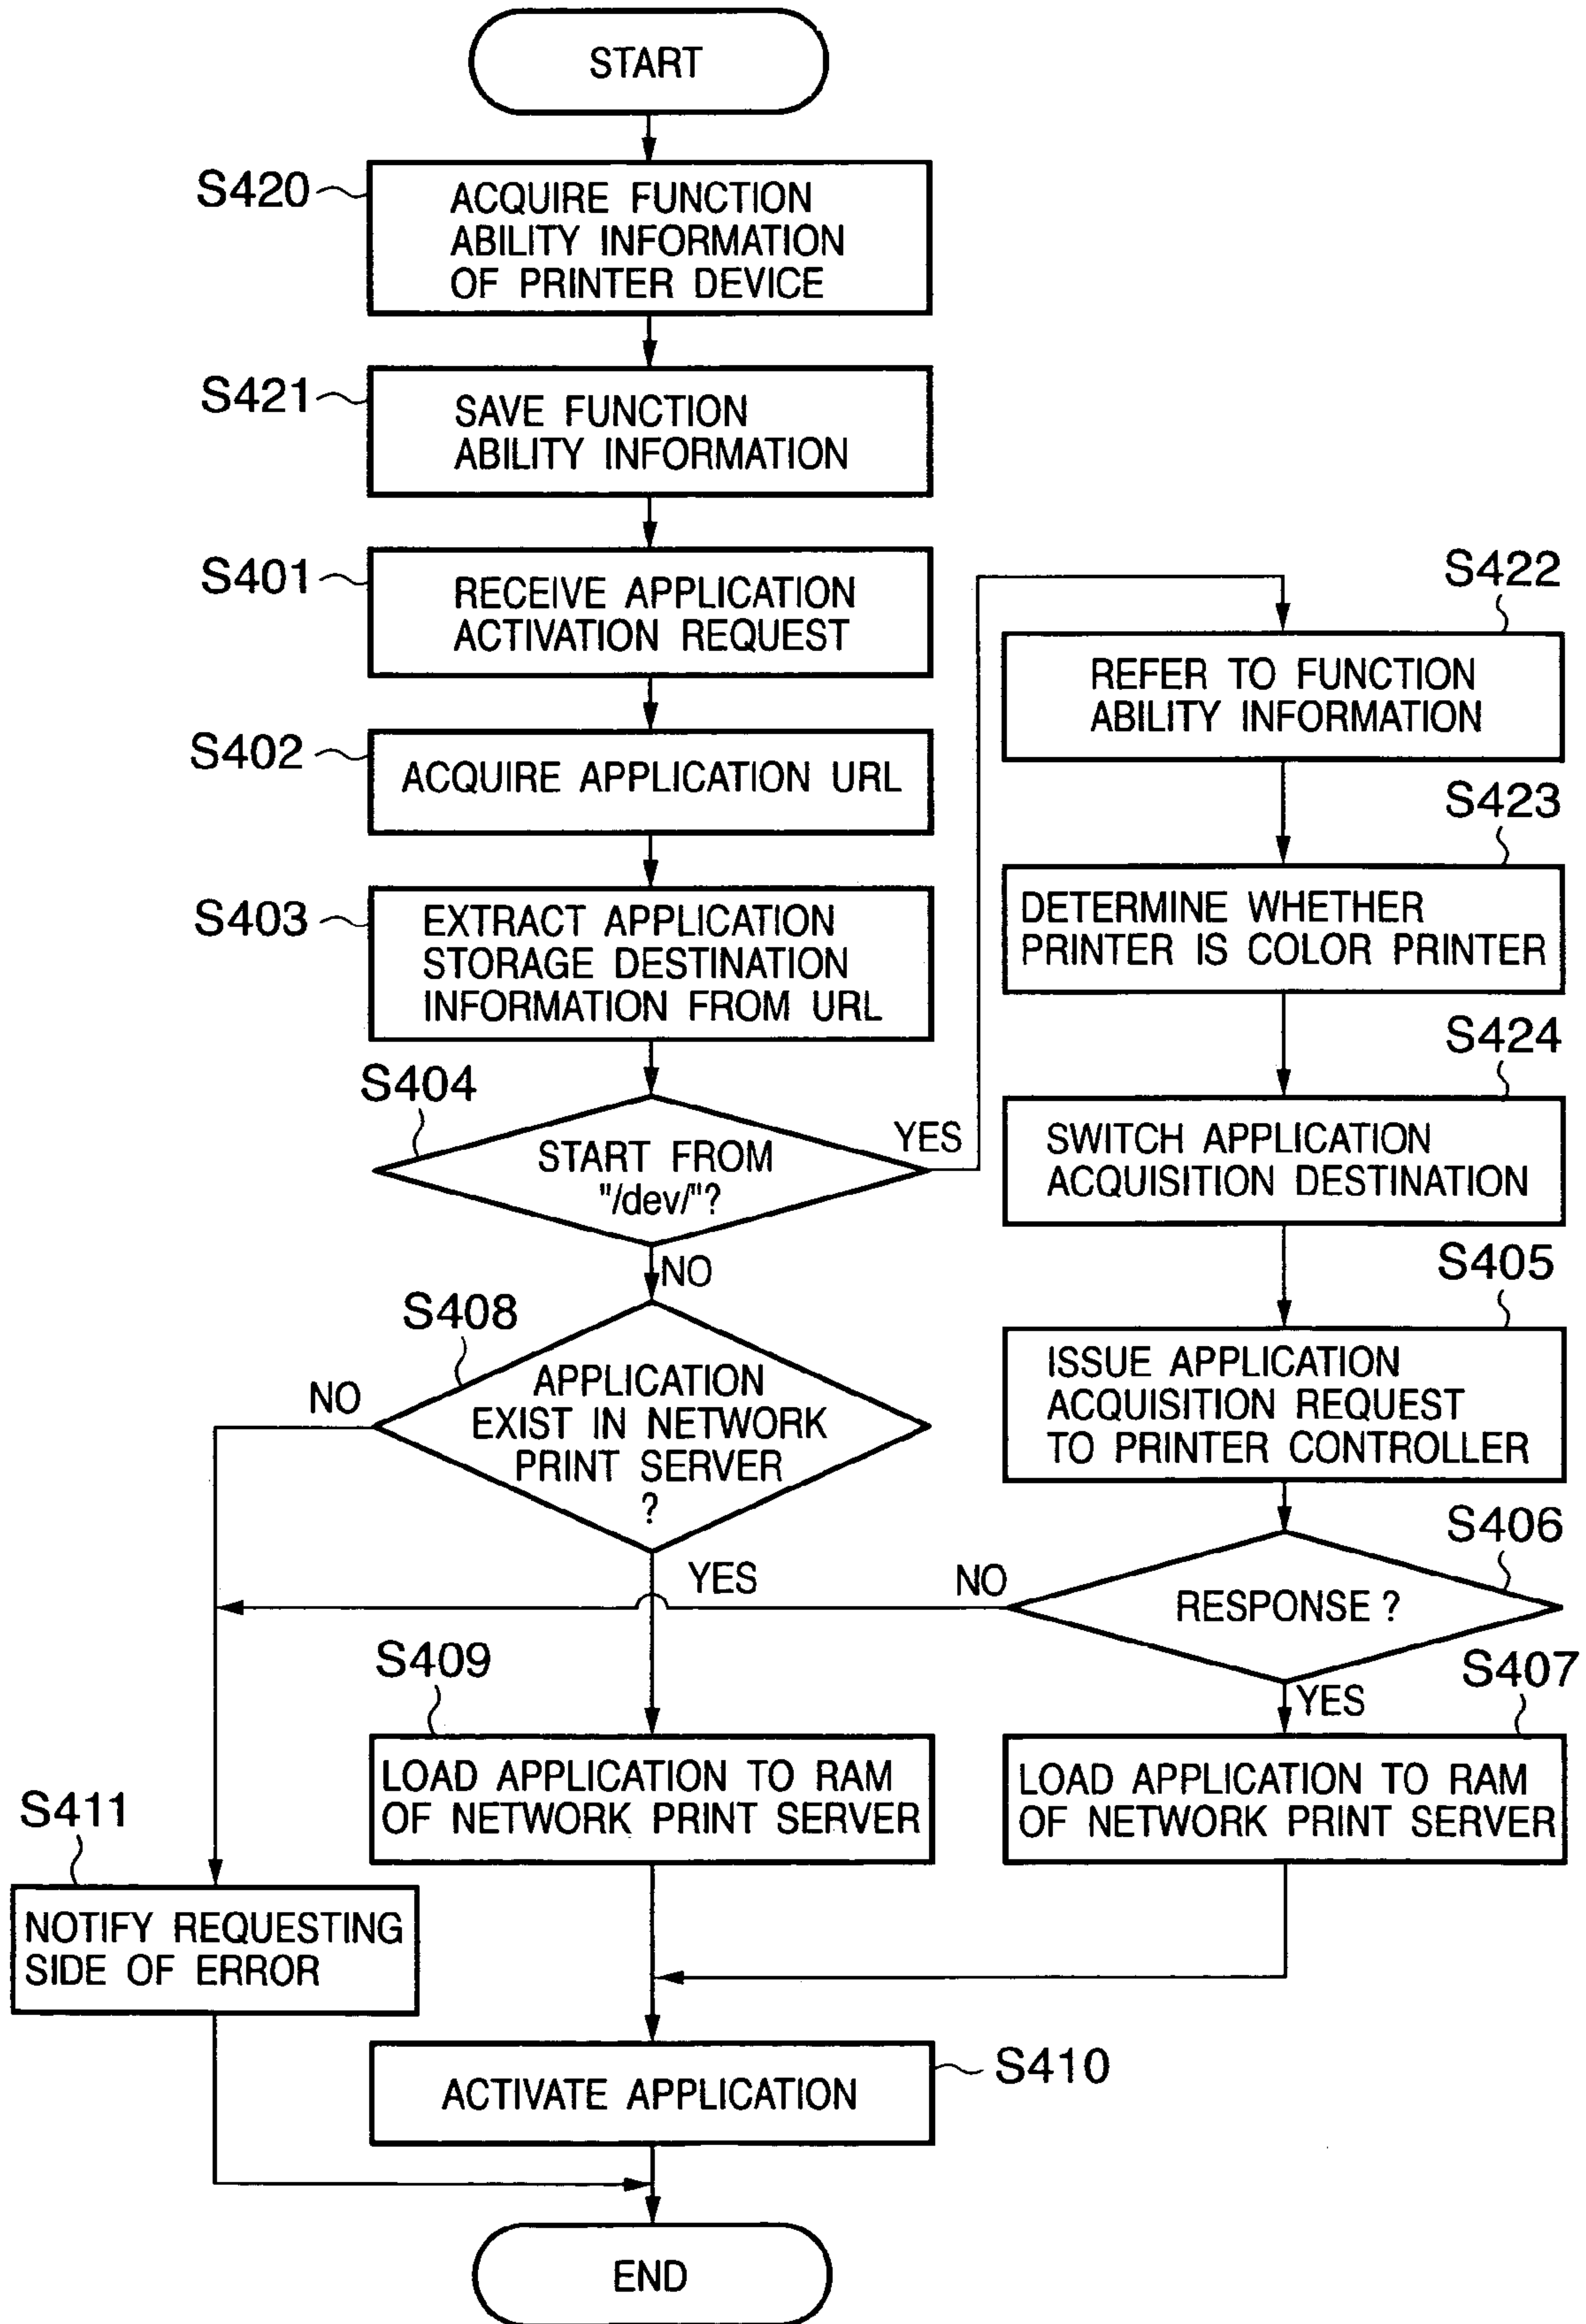 START
S420
ACQUIRE FUNCTION
ABILITY INFORMATION
OF PRINTER DEVICE
S421
SAVE FUNCTION
ABILITY INFORMATION
S401
RECEIVE APPLICATION
ACTIVATION REQUEST
S402
ACQUIRE APPLICATION URL
S403
EXTRACT APPLICATION
STORAGE DESTINATION
INFORMATION FROM URL
S404
START FROM
"/dev/"?
YES
NO
S422
REFER TO FUNCTION
ABILITY INFORMATION
S423
DETERMINE WHETHER
PRINTER IS COLOR PRINTER
S424
SWITCH APPLICATION
ACQUISITION DESTINATION
S405
ISSUE APPLICATION
ACQUISITION REQUEST
TO PRINTER CONTROLLER
S406
RESPONSE ?
NO
YES
S407
LOAD APPLICATION TO RAM
OF NETWORK PRINT SERVER
S408
APPLICATION
EXIST IN NETWORK
PRINT SERVER
?
NO
YES
S409
LOAD APPLICATION TO RAM
OF NETWORK PRINT SERVER
S411
NOTIFY REQUESTING
SIDE OF ERROR
ACTIVATE APPLICATION
S410
END